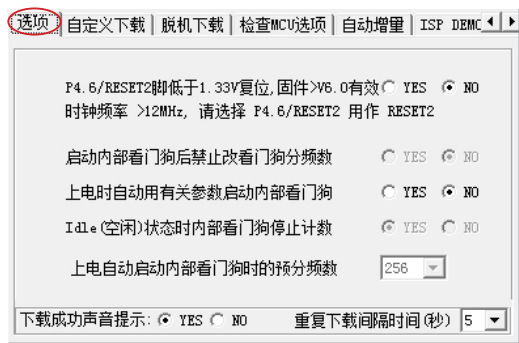 选项 自定义下载 脱机下载 检查MCU选项 自动增量 ISP DEMO
P4.6/RESET2脚低于1.33V复位,固件>V6.0有效 YES NO
时钟频率 >12MHz, 请选择 P4.6/RESET2 用作 RESET2
启动内部看门狗后禁止改看门狗分频数 YES NO
上电时自动用有关参数启动内部看门狗 YES NO
Idle(空闲)状态时内部看门狗停止计数 YES NO
上电自动启动内部看门狗时的预分频数 256
下载成功声音提示: YES NO 重复下载间隔时间(秒) 5